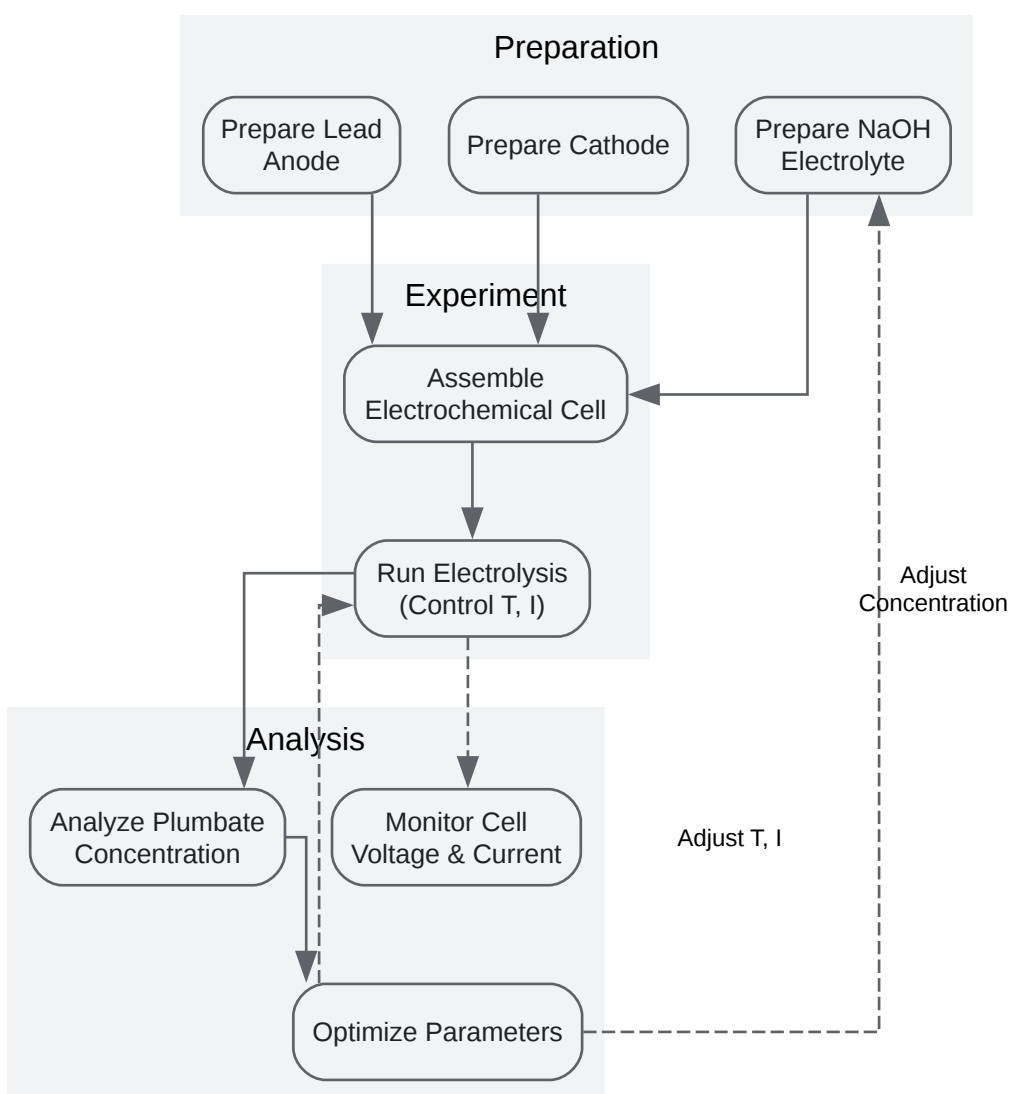 Preparation
Prepare Lead
Anode
Prepare Cathode
Prepare NaOH
Electrolyte
Experiment
Assemble
Electrochemical Cell
Run Electrolysis
(Control T, I)
Adjust
Concentration
Analysis
Analyze Plumbate
Concentration
Monitor Cell
Voltage & Current
Adjust T, I
Optimize Parameters